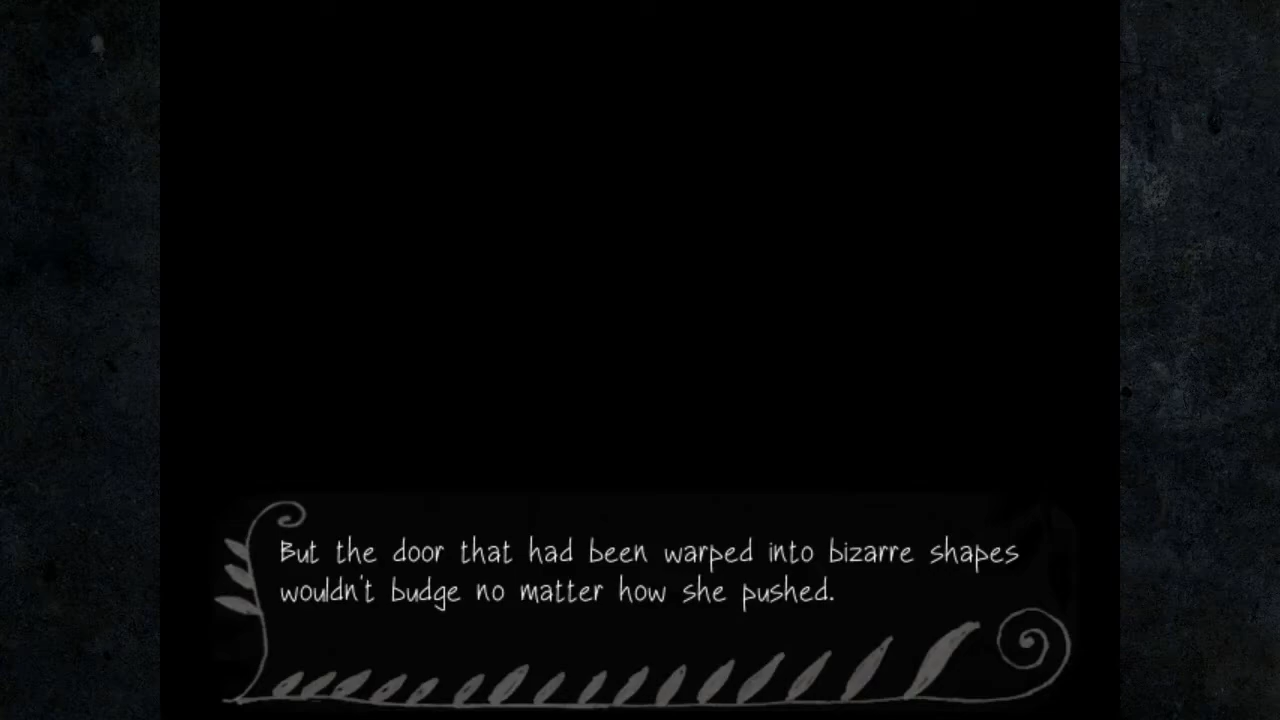 But the door that had been warped into bizarre shapes
wouldn't budge no matter how she pushed.